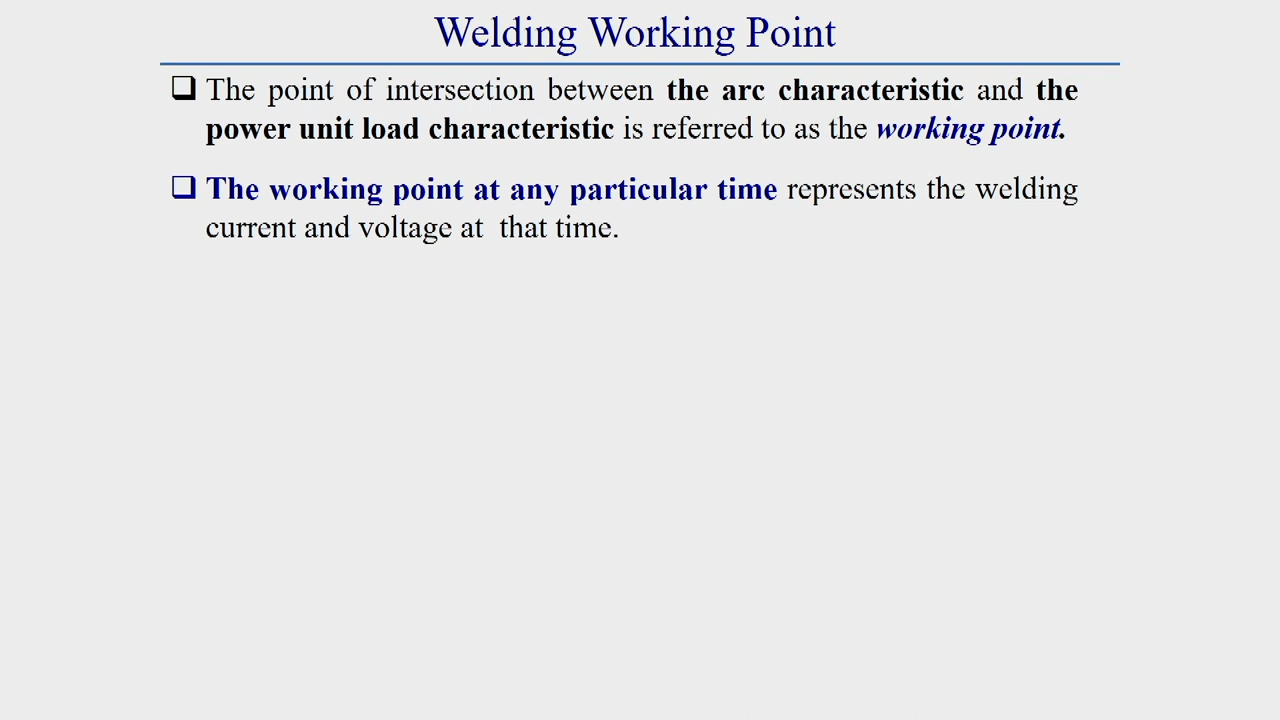 Welding Working Point
❑ The point of intersection between the arc characteristic and the
power unit load characteristic is referred to as the working point.
❑ The working point at any particular time represents the welding
current and voltage at that time.